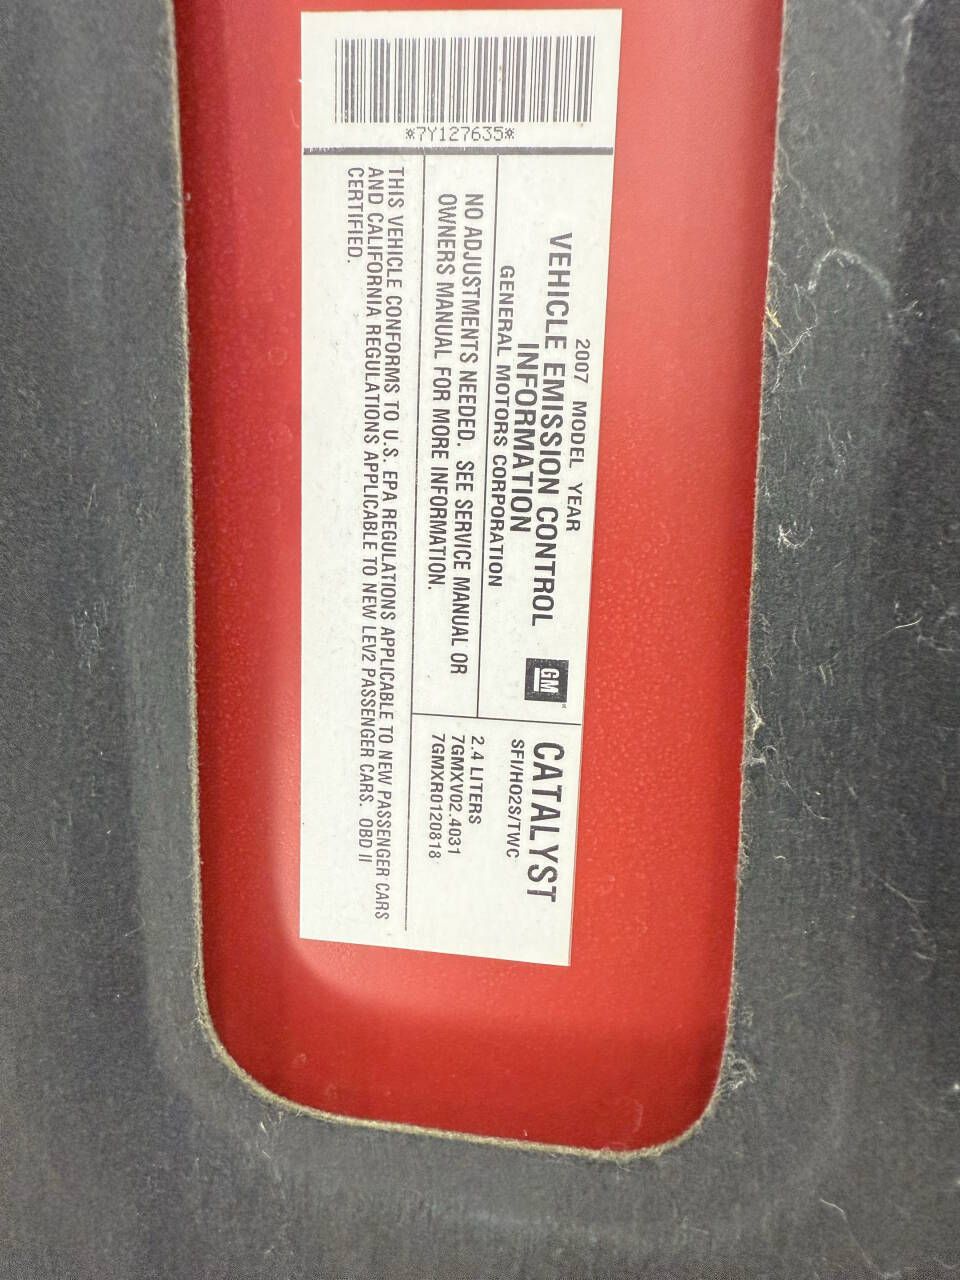 *7Y127635*
2007 MODEL YEAR
VEHICLE EMISSION CONTROL
INFORMATION
GENERAL MOTORS CORPORATION
GM
NO ADJUSTMENTS NEEDED. SEE SERVICE MANUAL OR
OWNERS MANUAL FOR MORE INFORMATION.
CATALYST
SFI/HO2S/TWC
2.4 LITERS
7GMXV02.4031
7GMXR0120818
THIS VEHICLE CONFORMS TO U.S. EPA REGULATIONS APPLICABLE TO NEW PASSENGER CARS
AND CALIFORNIA REGULATIONS APPLICABLE TO NEW LEV2 PASSENGER CARS. OBD II
CERTIFIED.